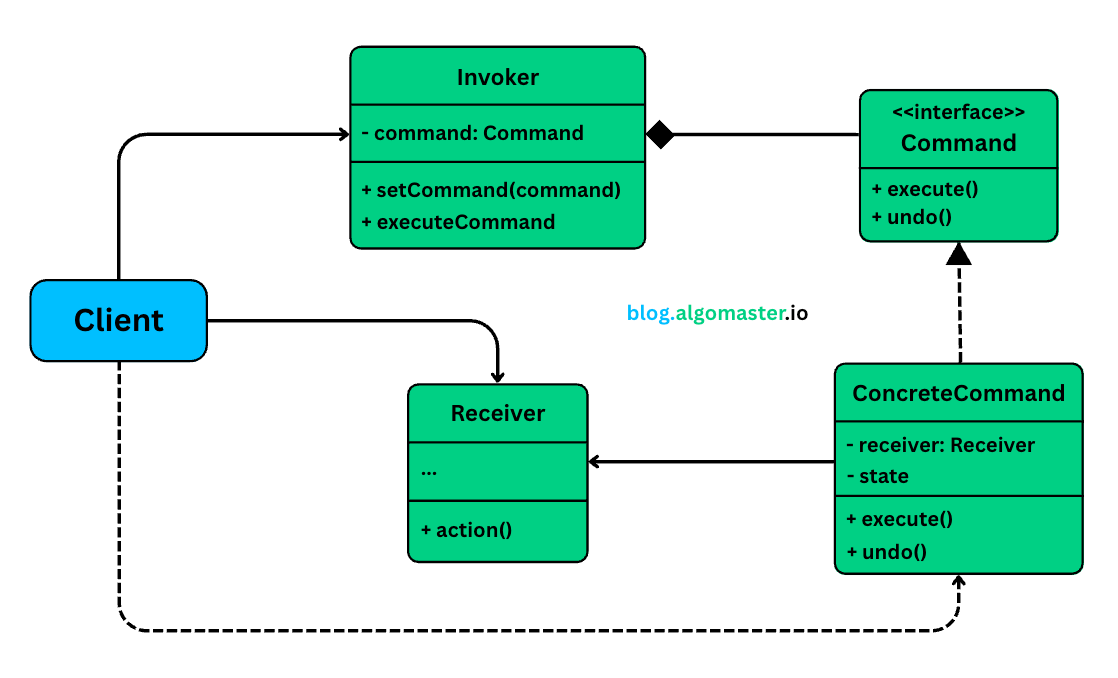 Invoker
- command: Command
+ setCommand(command)
+ executeCommand
<<interface>>
Command
+ execute()
+ undo()
Client
blog.algomaster.io
Receiver
...
+ action()
ConcreteCommand
- receiver: Receiver
- state
+ execute()
+ undo()